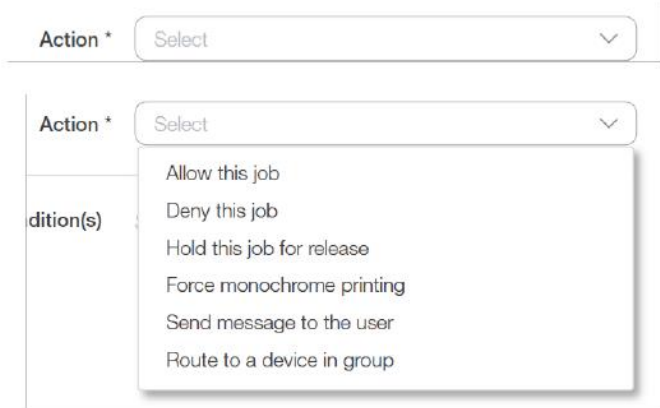 Action * Select
Action * Select
Allow this job
Deny this job
dition(s)
Hold this job for release
Force monochrome printing
Send message to the user
Route to a device in group